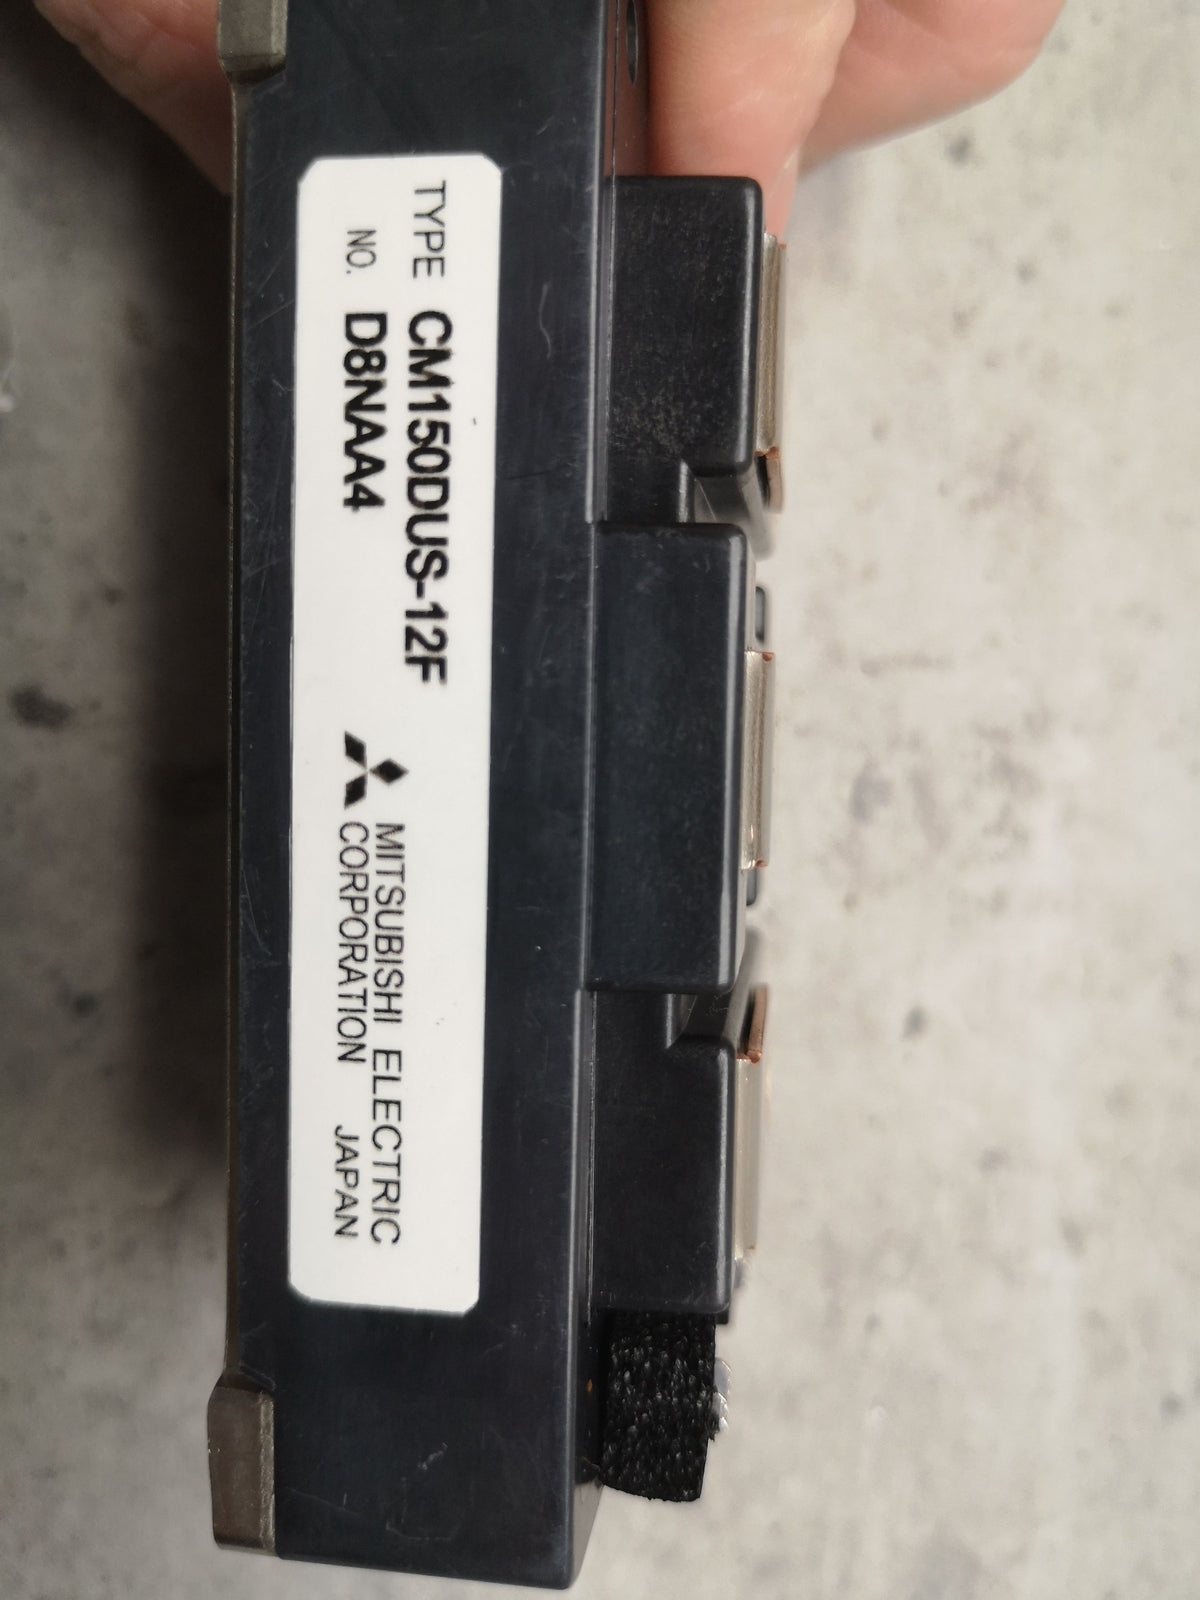 TYPE CM150DUS-12F
NO. D8NAA4
MITSUBISHI ELECTRIC
CORPORATION JAPAN